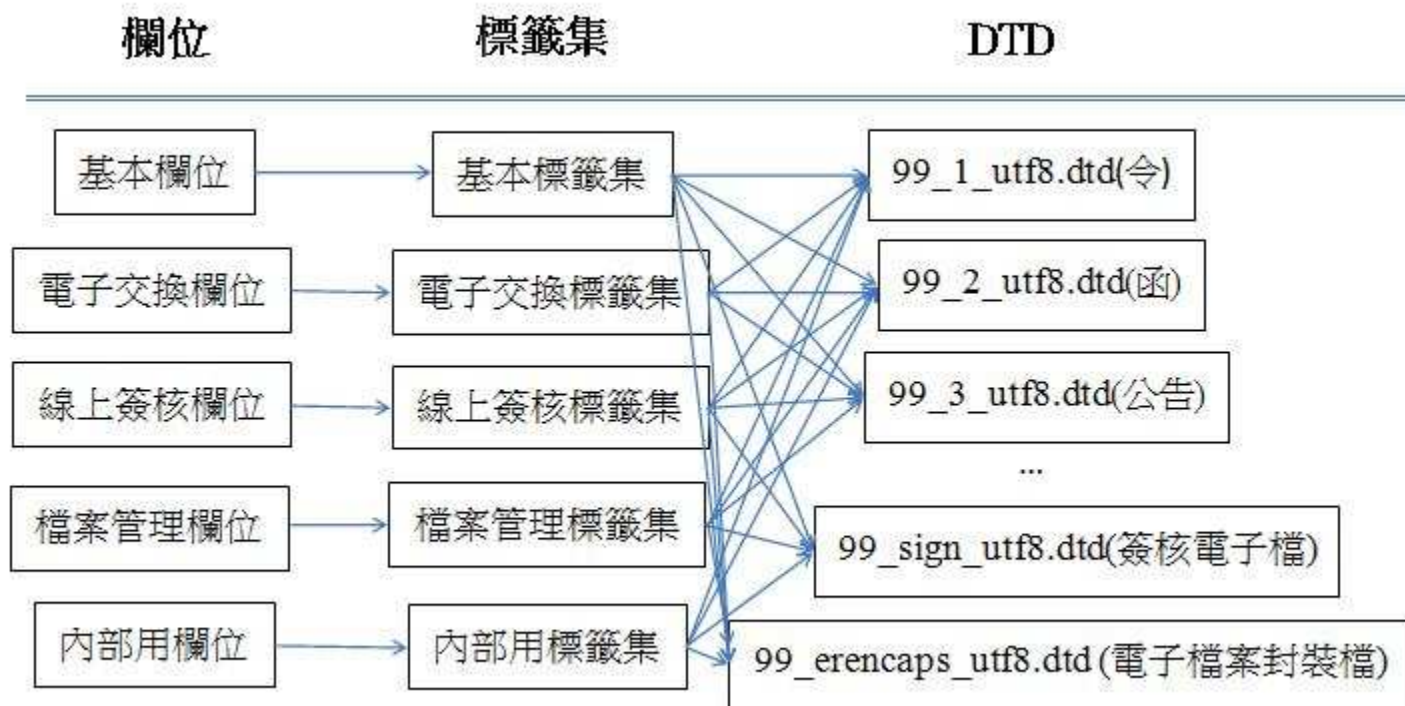 欄位 標籤集 DTD
基本欄位 基本標籤集 99_1_utf8.dtd(令)
電子交換欄位 電子交換標籤集 99_2_utf8.dtd(函)
線上簽核欄位 線上簽核標籤集 99_3_utf8.dtd(公告)
...
檔案管理欄位 檔案管理標籤集 99_sign_utf8.dtd(簽核電子檔)
內部用欄位 內部用標籤集 99_erencaps_utf8.dtd (電子檔案封裝檔)